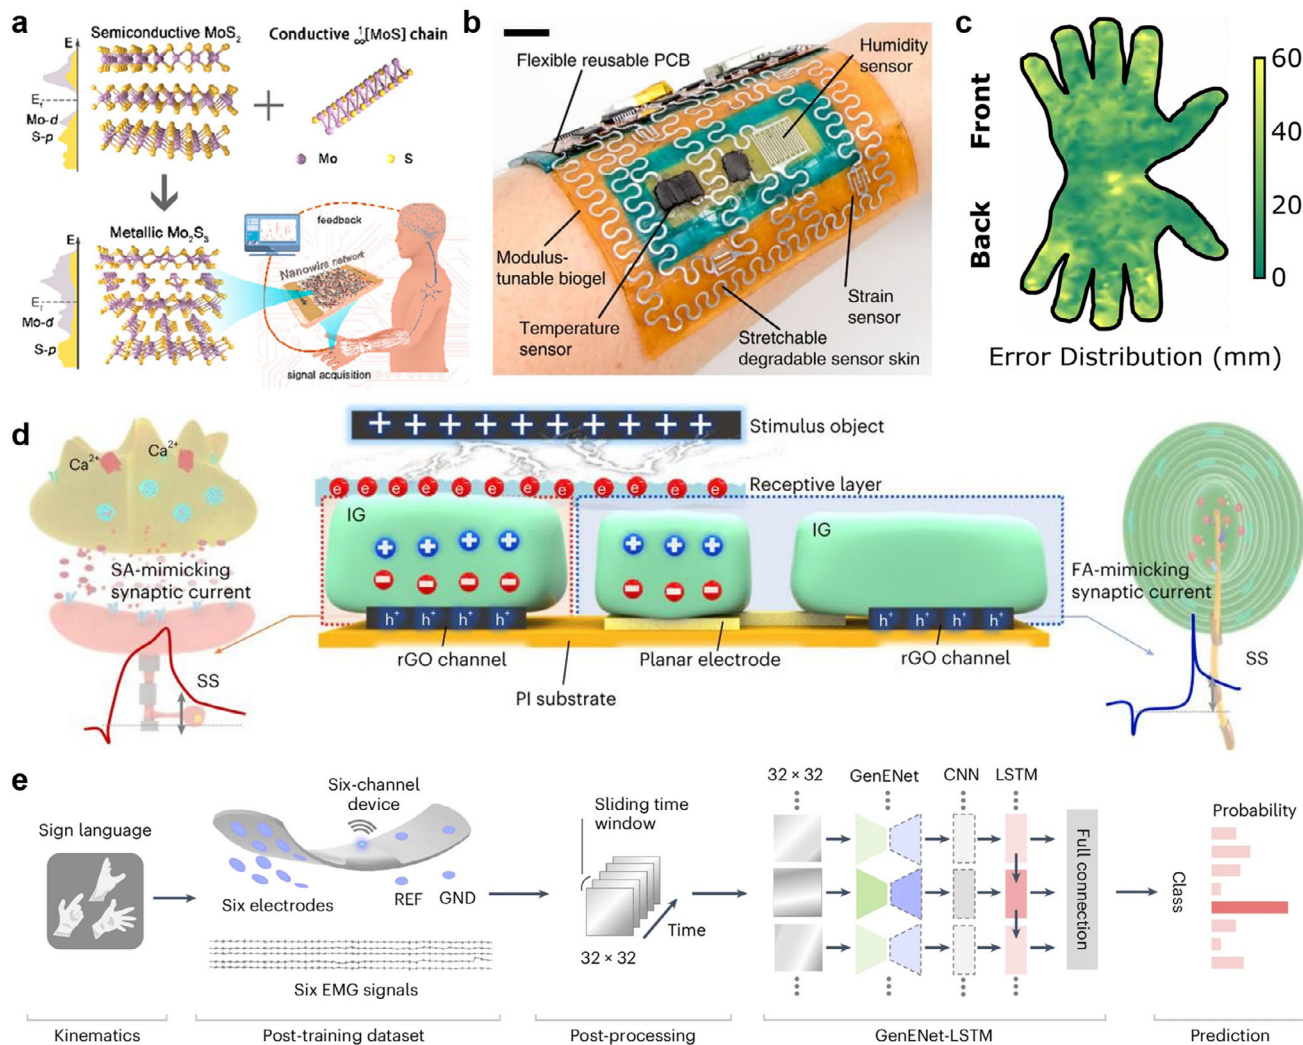 a
Semiconductive MoS₂
Conductive ¹∞[MoS] chain
E
E_f
Mo-d
S-p
Mo
S
Metallic Mo₂S₃
E
E_f
Mo-d
S-p
feedback
Nanowire network
signal acquisition
b
Flexible reusable PCB
Humidity
sensor
Modulus-
tunable biogel
Temperature
sensor
Strain
sensor
Stretchable
degradable sensor skin
c
Front
Back
60
40
20
0
Error Distribution (mm)
d
Ca²⁺
Ca²⁺
SA-mimicking
synaptic current
SS
+ + + + + + + + + +
Stimulus object
e⁻ e⁻ e⁻ e⁻ e⁻ e⁻ e⁻ e⁻ e⁻ e⁻
Receptive layer
IG
IG
+ + + +
+ + +
− − − −
− − −
h⁺ h⁺ h⁺ h⁺
h⁺ h⁺ h⁺ h⁺
rGO channel
Planar electrode
rGO channel
PI substrate
FA-mimicking
synaptic current
SS
e
Sign language
Six-channel
device
Six electrodes
REF
GND
Six EMG signals
Sliding time
window
Time
32 × 32
32 × 32
GenENet
CNN
LSTM
Full connection
Probability
Class
Kinematics
Post-training dataset
Post-processing
GenENet-LSTM
Prediction